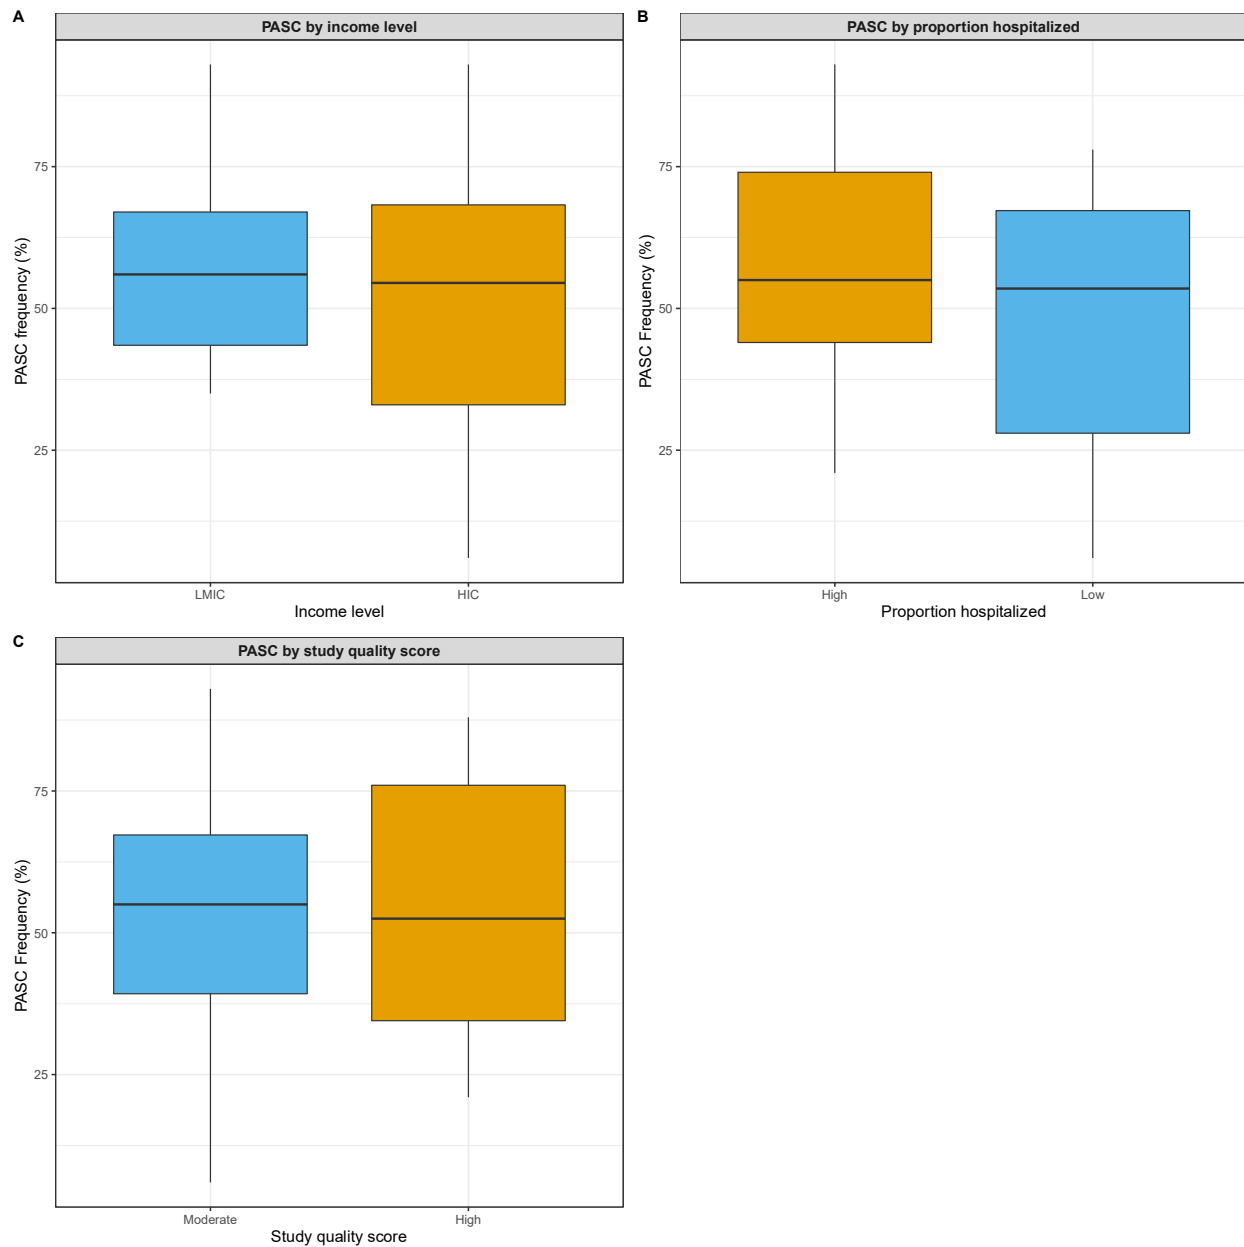 A
PASC by income level
PASC frequency (%)
75
50
25
LMIC
HIC
Income level
B
PASC by proportion hospitalized
PASC Frequency (%)
75
50
25
High
Low
Proportion hospitalized
C
PASC by study quality score
PASC Frequency (%)
75
50
25
Moderate
High
Study quality score